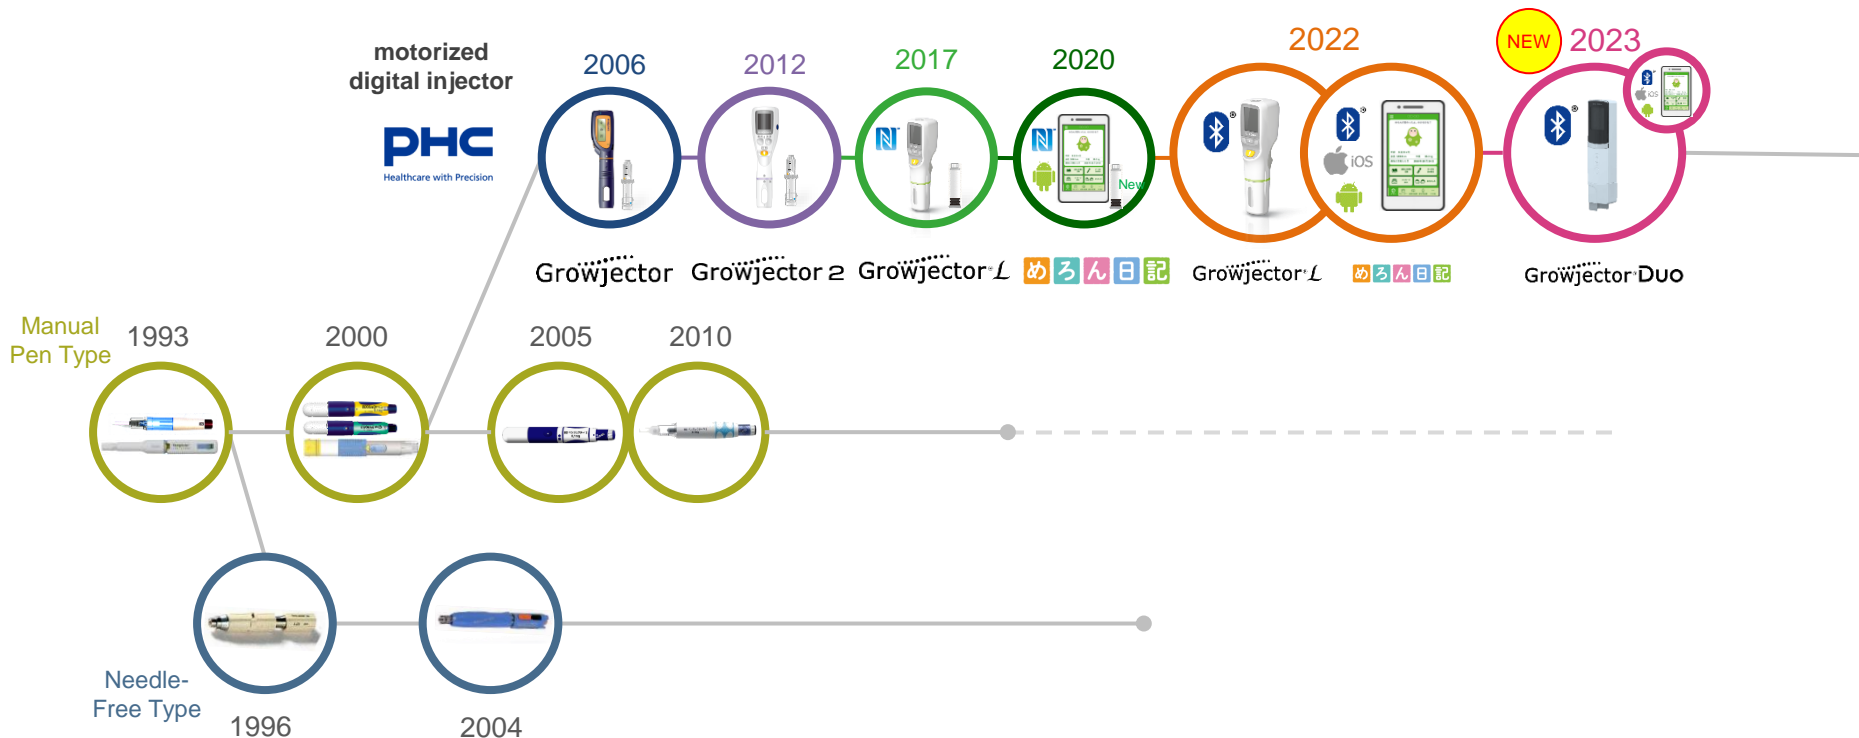 motorized
digital injector
PHC
Healthcare with Precision
2006
2012
2017
2020
2022
NEW
2023
iOS
iOS
New
Growjector
Growjector 2
Growjector® L
めろん日記
Growjector® L
めろん日記
Growjector® Duo
Manual
Pen Type
1993
2000
2005
2010
Needle-
Free Type
1996
2004